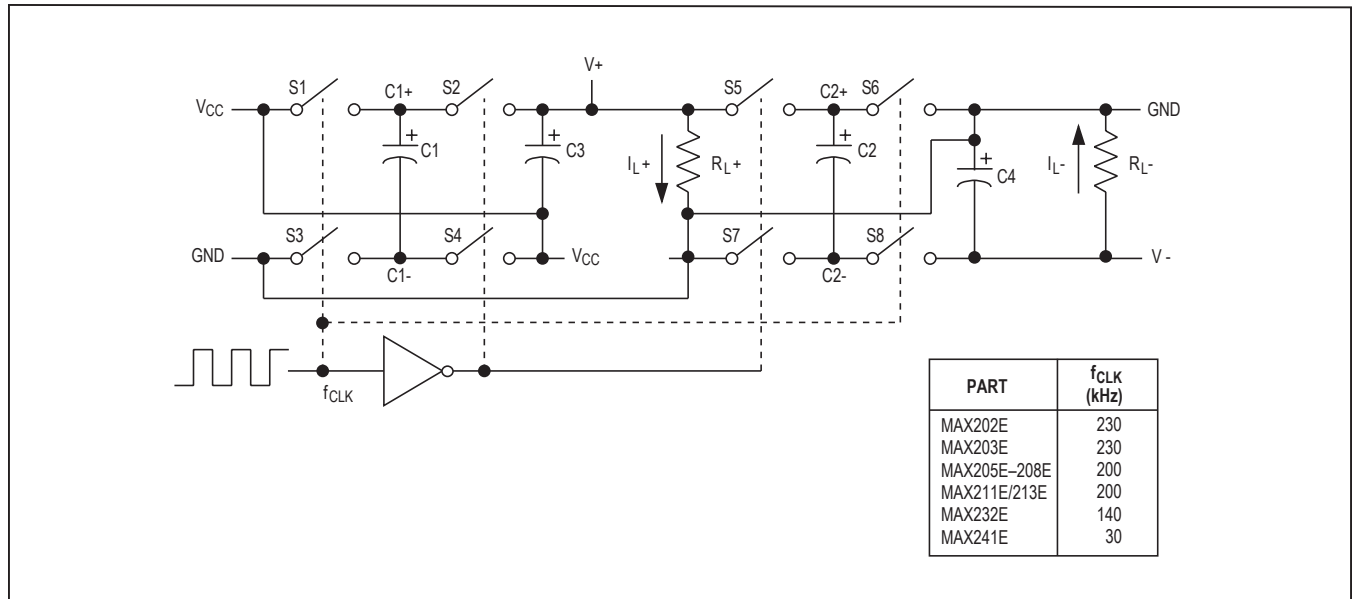 V+
S1
C1+
S2
S5
C2+
S6
VCC
GND
+
C1
+
C3
IL+
RL+
+
C2
+
C4
IL-
RL-
S3
S4
S7
S8
GND
C1-
VCC
C2-
V-
fCLK
PART
fCLK
(kHz)
MAX202E 230
MAX203E 230
MAX205E–208E 200
MAX211E/213E 200
MAX232E 140
MAX241E 30